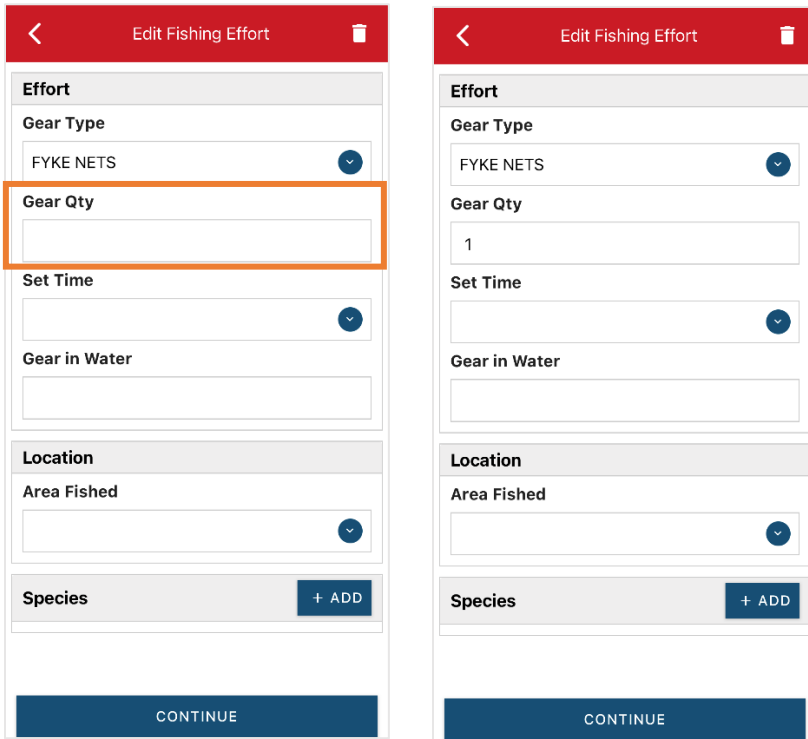 Edit Fishing Effort
Effort
Gear Type
FYKE NETS
Gear Qty
Set Time
Gear in Water
Location
Area Fished
Species
+ ADD
CONTINUE
Edit Fishing Effort
Effort
Gear Type
FYKE NETS
Gear Qty
1
Set Time
Gear in Water
Location
Area Fished
Species
+ ADD
CONTINUE